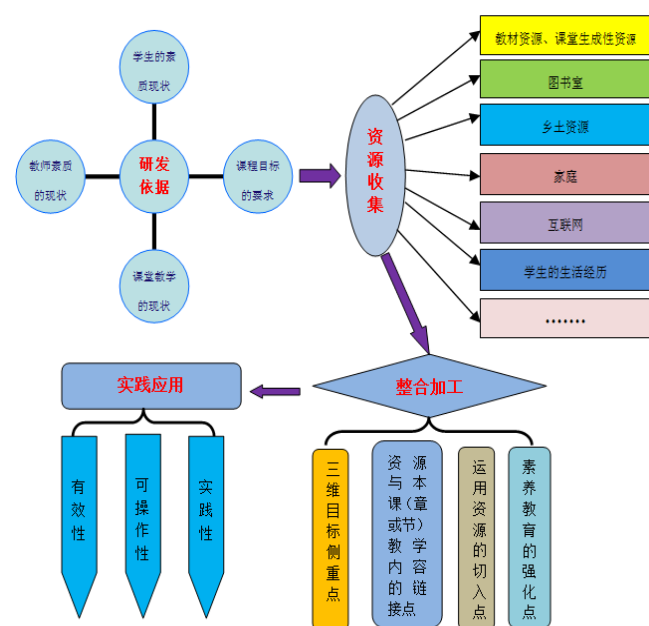 学生的素
质现状
教师素质
的现状
研发
依据
课程目标
的要求
课堂教学
的现状
资
源
收
集
教材资源、课堂生成性资源
图书室
乡土资源
家庭
互联网
学生的生活经历
•••••••
整合加工
实践应用
有效性
可操作性
实践性
三维目标侧重点
资 源
与 本
课（章
或节）
教 学
内 容
的 链
接点
运用资源的切入点
素养教育的强化点